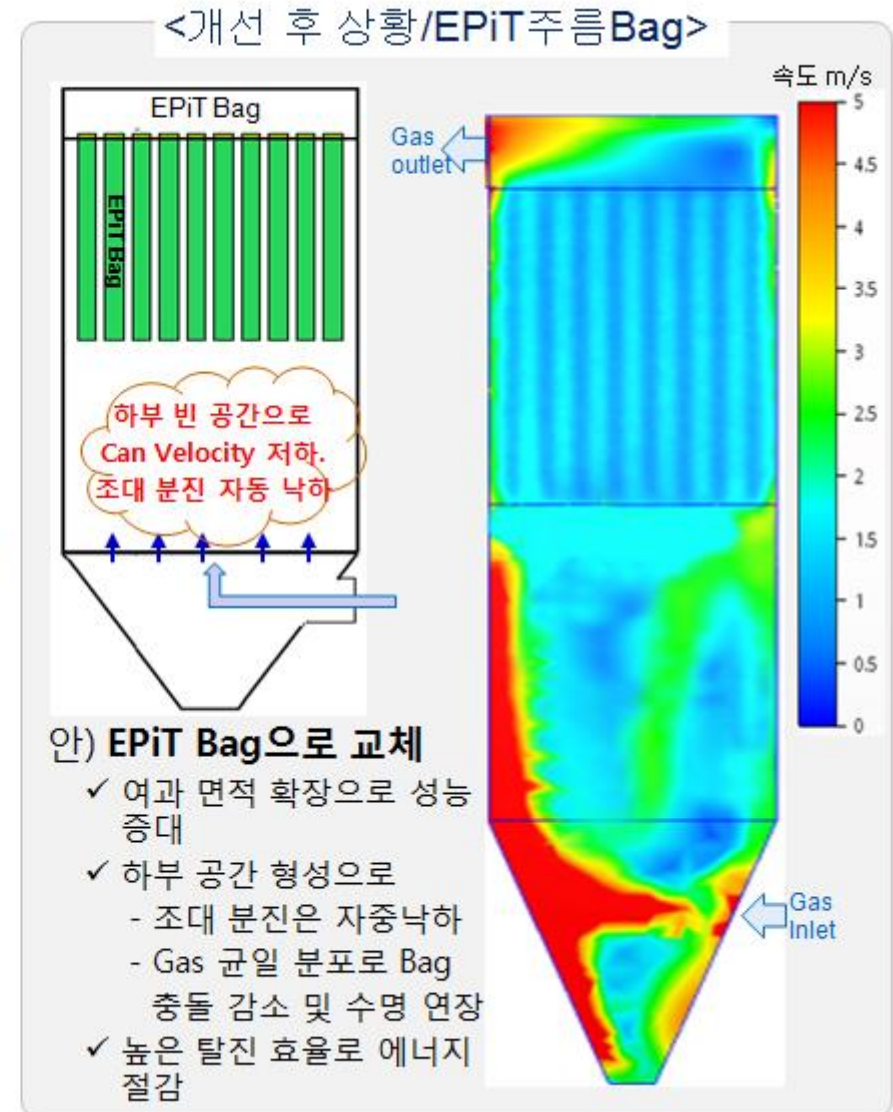 <개선 후 상황/EPiT주름Bag>
속도 m/s
EPiT Bag
EPiT Bag
하부 빈 공간으로
Can Velocity 저하.
조대 분진 자동 낙하
Gas
outlet
5
4.5
4
3.5
3
25
2
15
1
0.5
0
Gas
Inlet
안) EPiT Bag으로 교체
✓ 여과 면적 확장으로 성능
증대
✓ 하부 공간 형성으로
- 조대 분진은 자중낙하
- Gas 균일 분포로 Bag
충돌 감소 및 수명 연장
✓ 높은 탈진 효율로 에너지
절감